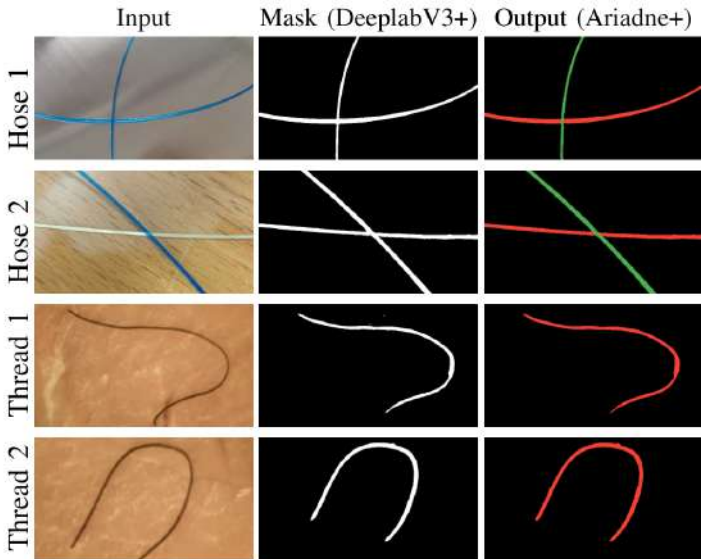 Input Mask (DeeplabV3+) Output (Ariadne+)
Hose 1
Hose 2
Thread 1
Thread 2